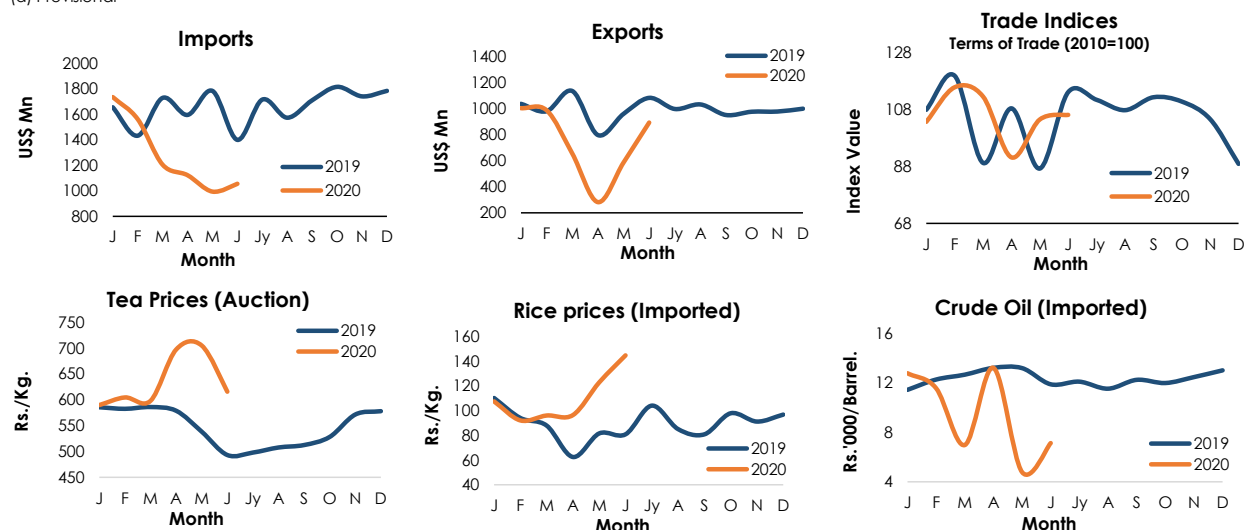 (a) Provisional
Imports
US$ Mn
2000
1800
1600
1400
1200
1000
800
2019
2020
J F M A M J Jy A S O N D
Month
Exports
US$ Mn
1400
1200
1000
800
600
400
200
2019
2020
J F M A M J Jy A S O N D
Month
Trade Indices
Terms of Trade (2010=100)
Index Value
128
108
88
68
2019
2020
J F M A M J Jy A S O N D
Month
Tea Prices (Auction)
Rs./Kg.
750
700
650
600
550
500
450
2019
2020
J F M A M J Jy A S O N D
Month
Rice prices (Imported)
Rs./Kg.
160
140
120
100
80
60
40
2019
2020
J F M A M J Jy A S O N D
Month
Crude Oil (Imported)
Rs.'000/Barrel.
16
12
8
4
2019
2020
J F M A M J Jy A S O N D
Month